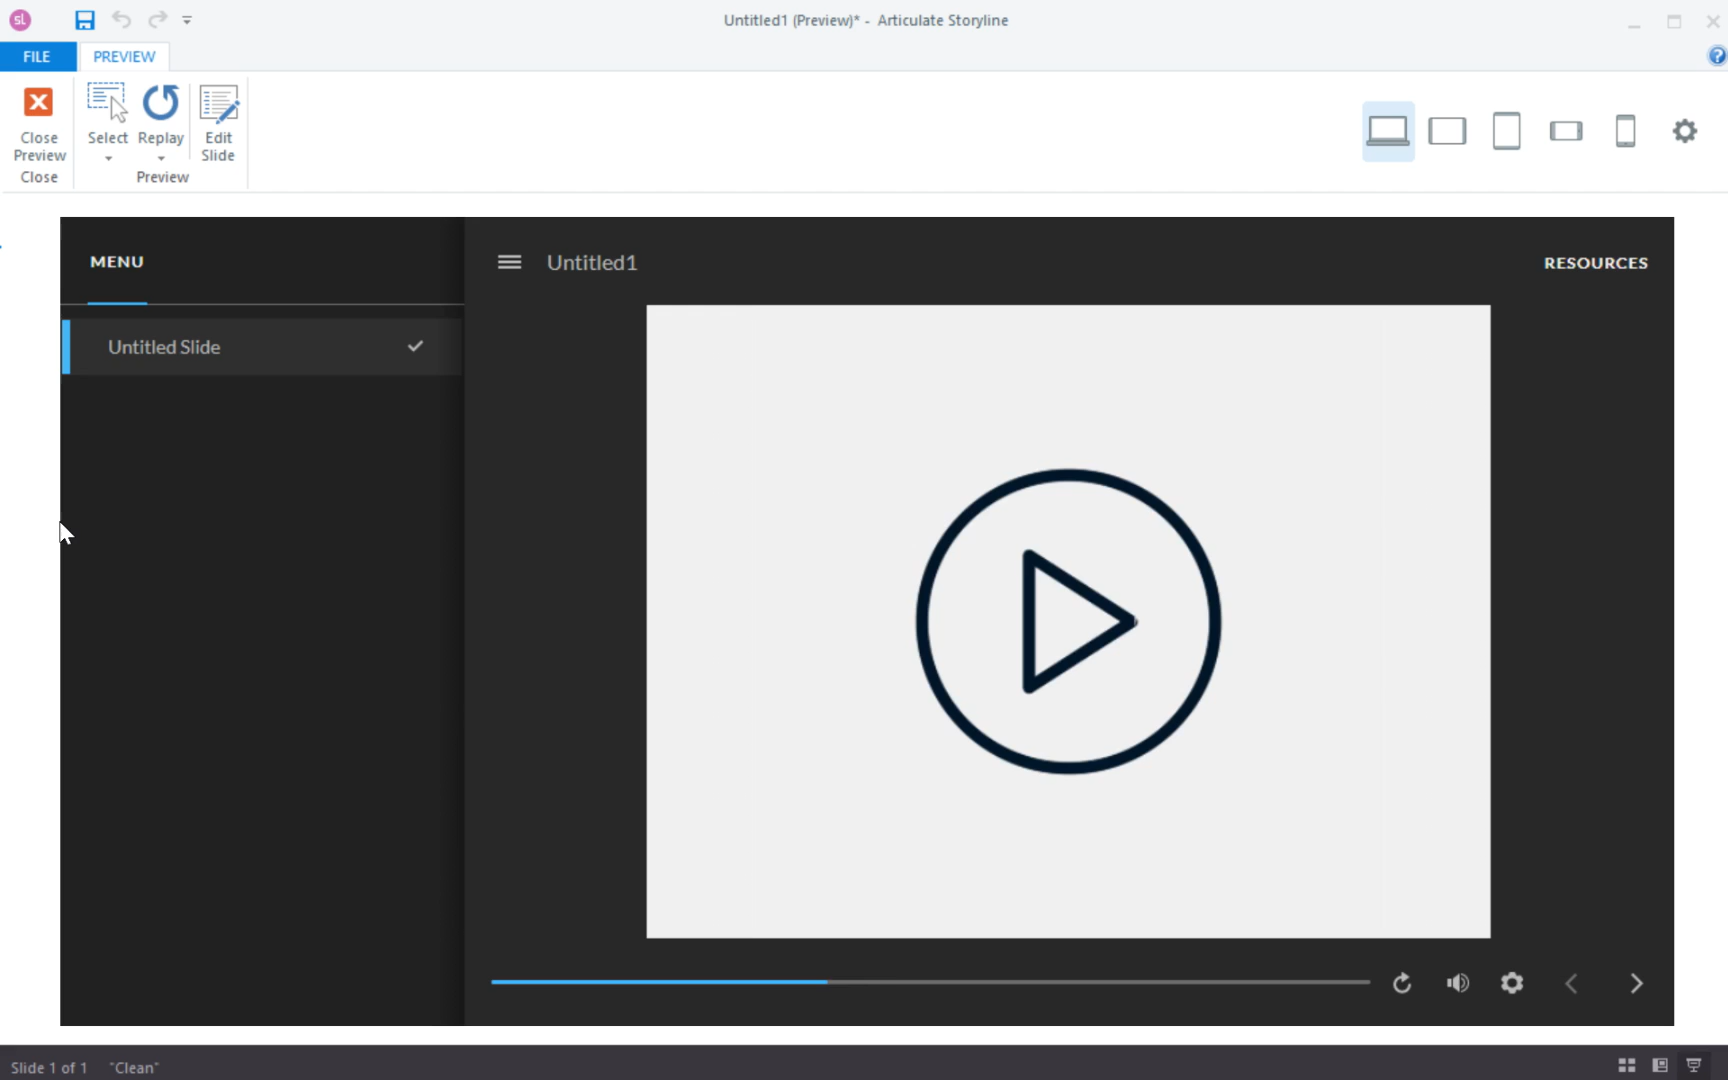 sl
Untitled1 (Preview)* - Articulate Storyline
FILE
PREVIEW
?
Close Preview
Select
Replay
Edit Slide
Close
Preview
MENU
Untitled1
RESOURCES
Untitled Slide
Slide 1 of 1
"Clean"